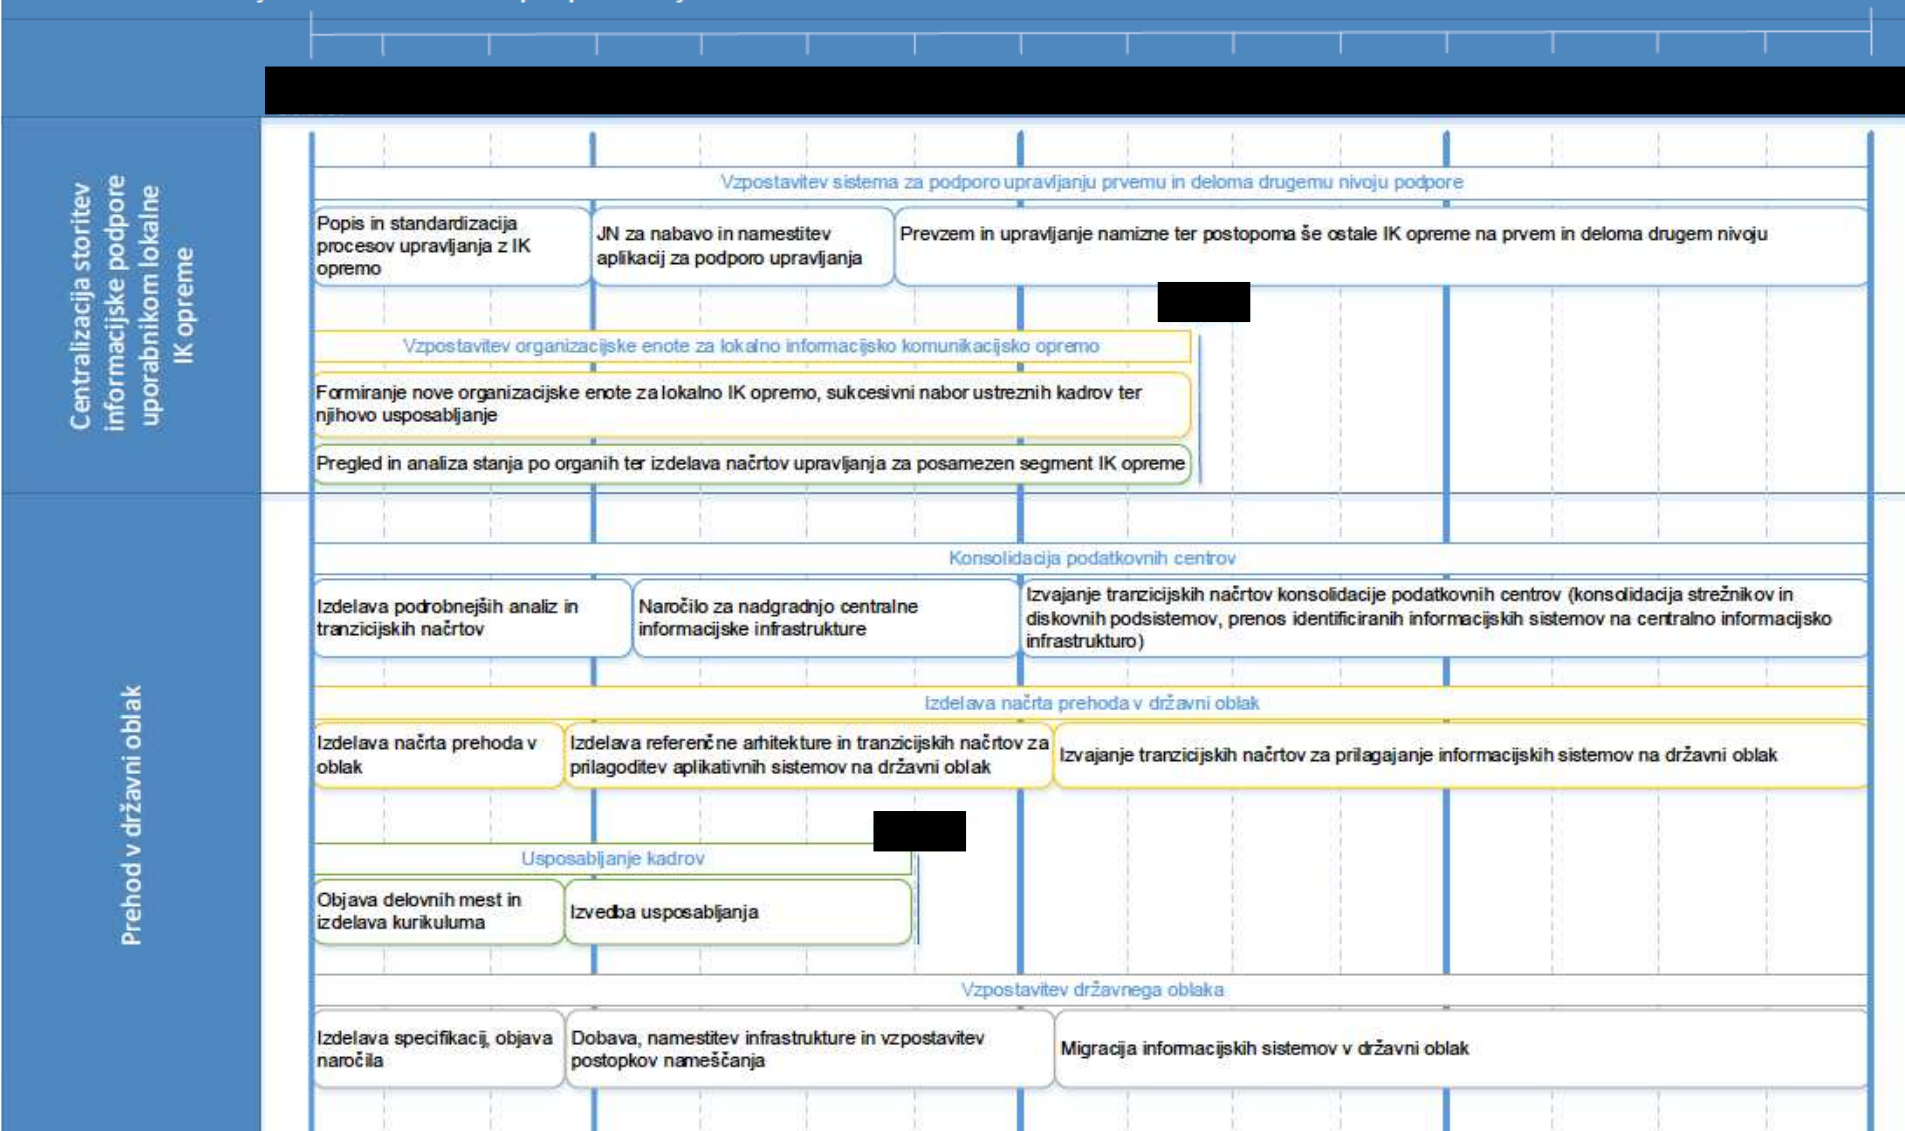 Centralizacija storitev
informacijske podpore
uporabnikom lokalne
IK opreme
Vzpostavitev sistema za podporo upravljanju prvemu in deloma drugemu nivoju podpore
Popis in standardizacija
procesov upravljanja z IK
opremo
JN za nabavo in namestitev
aplikacij za podporo upravljanja
Prevzem in upravljanje namizne ter postopoma še ostale IK opreme na prvem in deloma drugem nivoju
Vzpostavitev organizacijske enote za lokalno informacijsko komunikacijsko opremo
Formiranje nove organizacijske enote za lokalno IK opremo, sukcesivni nabor ustreznih kadrov ter
njihovo usposabljanje
Pregled in analiza stanja po organih ter izdelava načrtov upravljanja za posamezen segment IK opreme
Prehod v državni oblak
Konsolidacija podatkovnih centrov
Izdelava podrobnejših analiz in
tranzicijskih načrtov
Naročilo za nadgradnjo centralne
informacijske infrastrukture
Izvajanje tranzicijskih načrtov konsolidacije podatkovnih centrov (konsolidacija strežnikov in
diskovnih podsistemov, prenos identificiranih informacijskih sistemov na centralno informacijsko
infrastrukturo)
Izdelava načrta prehoda v državni oblak
Izdelava načrta prehoda v
oblak
Izdelava referenčne arhitekture in tranzicijskih načrtov za
prilagoditev aplikativnih sistemov na državni oblak
Izvajanje tranzicijskih načrtov za prilagajanje informacijskih sistemov na državni oblak
Usposabljanje kadrov
Objava delovnih mest in
izdelava kurikuluma
Izvedba usposabljanja
Vzpostavitev državnega oblaka
Izdelava specifikacij, objava
naročila
Dobava, namestitev infrastrukture in vzpostavitev
postopkov nameščanja
Migracija informacijskih sistemov v državni oblak